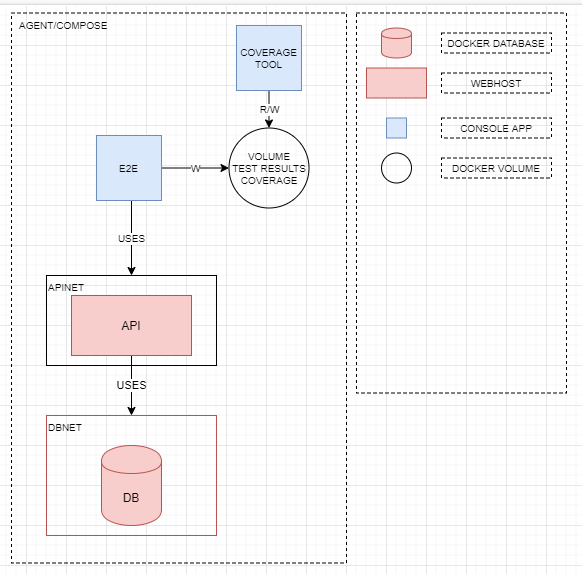 AGENT/COMPOSE
COVERAGE
TOOL
R/W
E2E
W
VOLUME
TEST RESULTS
COVERAGE
USES
APINET
API
USES
DBNET
DB
DOCKER DATABASE
WEBHOST
CONSOLE APP
DOCKER VOLUME